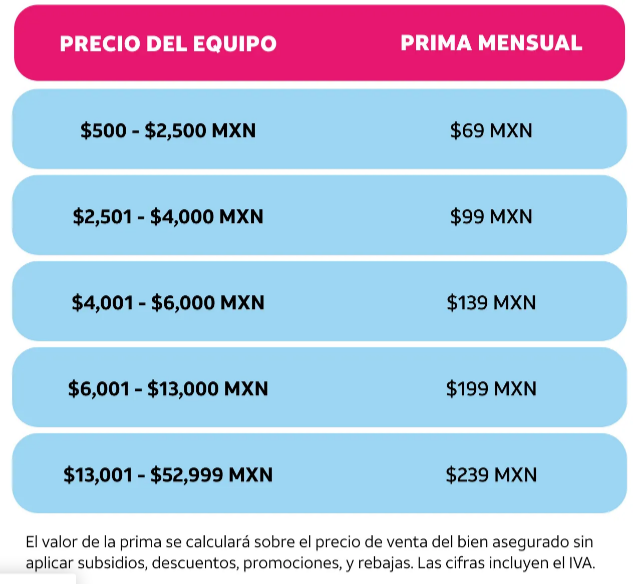 PRECIO DEL EQUIPO PRIMA MENSUAL
$500 - $2,500 MXN $69 MXN
$2,501 - $4,000 MXN $99 MXN
$4,001 - $6,000 MXN $139 MXN
$6,001 - $13,000 MXN $199 MXN
$13,001 - $52,999 MXN $239 MXN
El valor de la prima se calculará sobre el precio de venta del bien asegurado sin
aplicar subsidios, descuentos, promociones, y rebajas. Las cifras incluyen el IVA.